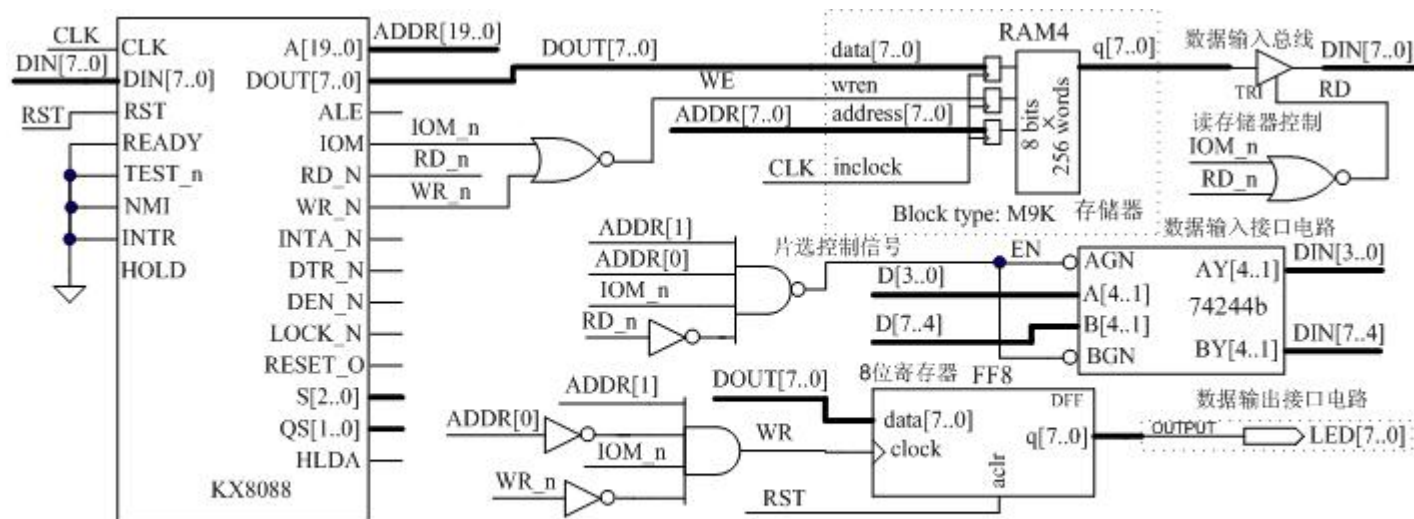 CLK
CLK
A[19..0]
ADDR[19..0]
DIN[7..0]
DIN[7..0]
DOUT[7..0]
DOUT[7..0]
RST
RST
ALE
READY
IOM
IOM_n
TEST_n
RD_N
RD_n
NMI
WR_N
WR_n
INTR
INTA_N
HOLD
DTR_N
DEN_N
LOCK_N
RESET_O
S[2..0]
QS[1..0]
HLDA
KX8088
WE
ADDR[7..0]
CLK
data[7..0]
wren
address[7..0]
inclock
RAM4
8 bits
×
256 words
q[7..0]
Block type: M9K
存储器
数据输入总线
DIN[7..0]
TRI
RD
读存储器控制
IOM_n
RD_n
ADDR[1]
ADDR[0]
IOM_n
RD_n
片选控制信号
EN
D[3..0]
D[7..4]
数据输入接口电路
AGN
A[4..1]
B[4..1]
BGN
AY[4..1]
74244b
BY[4..1]
DIN[3..0]
DIN[7..4]
ADDR[1]
ADDR[0]
IOM_n
WR_n
WR
DOUT[7..0]
8位寄存器
FF8
DFF
data[7..0]
clock
q[7..0]
aclr
RST
数据输出接口电路
OUTPUT
LED[7..0]